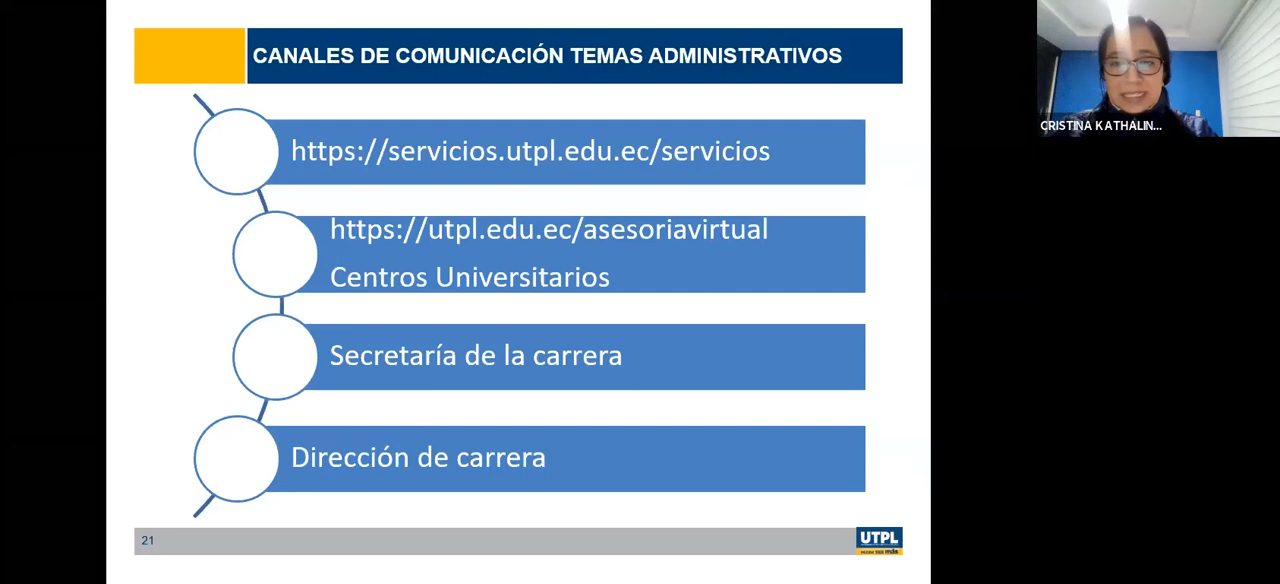 CANALES DE COMUNICACIÓN TEMAS ADMINISTRATIVOS
https://servicios.utpl.edu.ec/servicios
https://utpl.edu.ec/asesoriavirtual
Centros Universitarios
Secretaría de la carrera
Dirección de carrera
21
UTPL
CRISTINA KATHALIN...